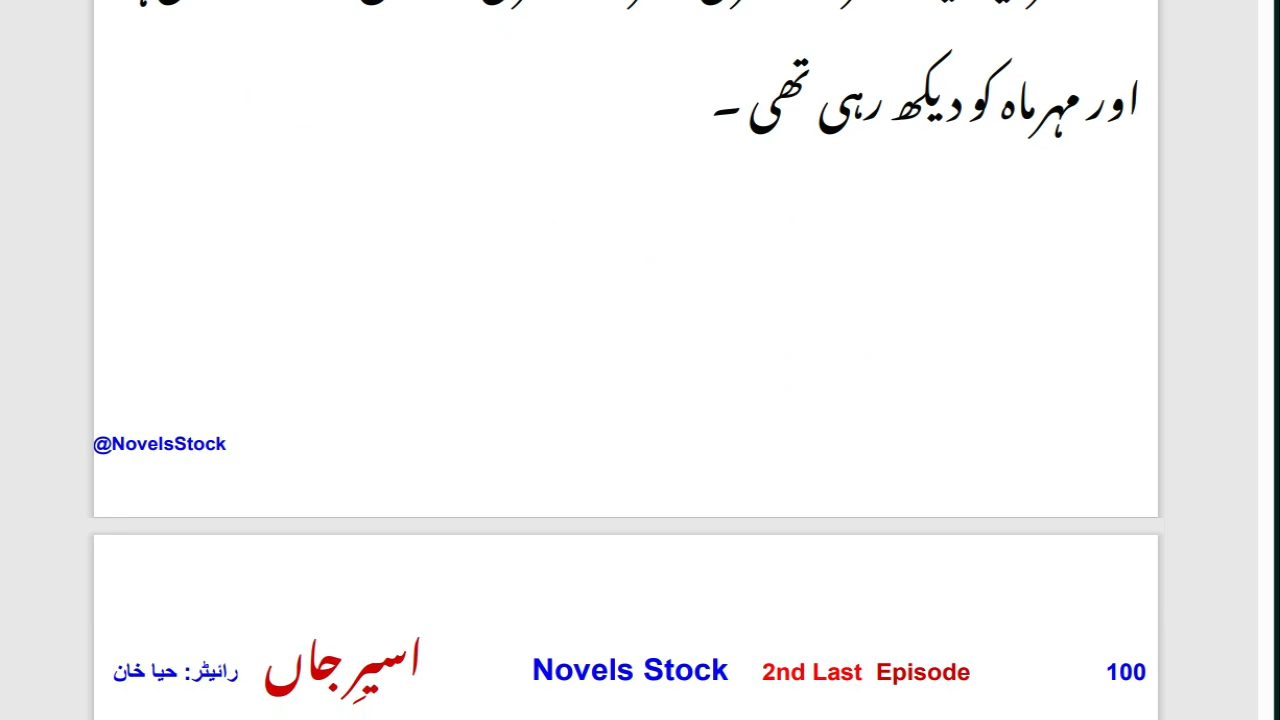 اور مہرماہ کو دیکھ رہی تھی ۔
@NovelsStock
رائیٹر: حیا خان اسیرِ جاں Novels Stock 2nd Last Episode 100